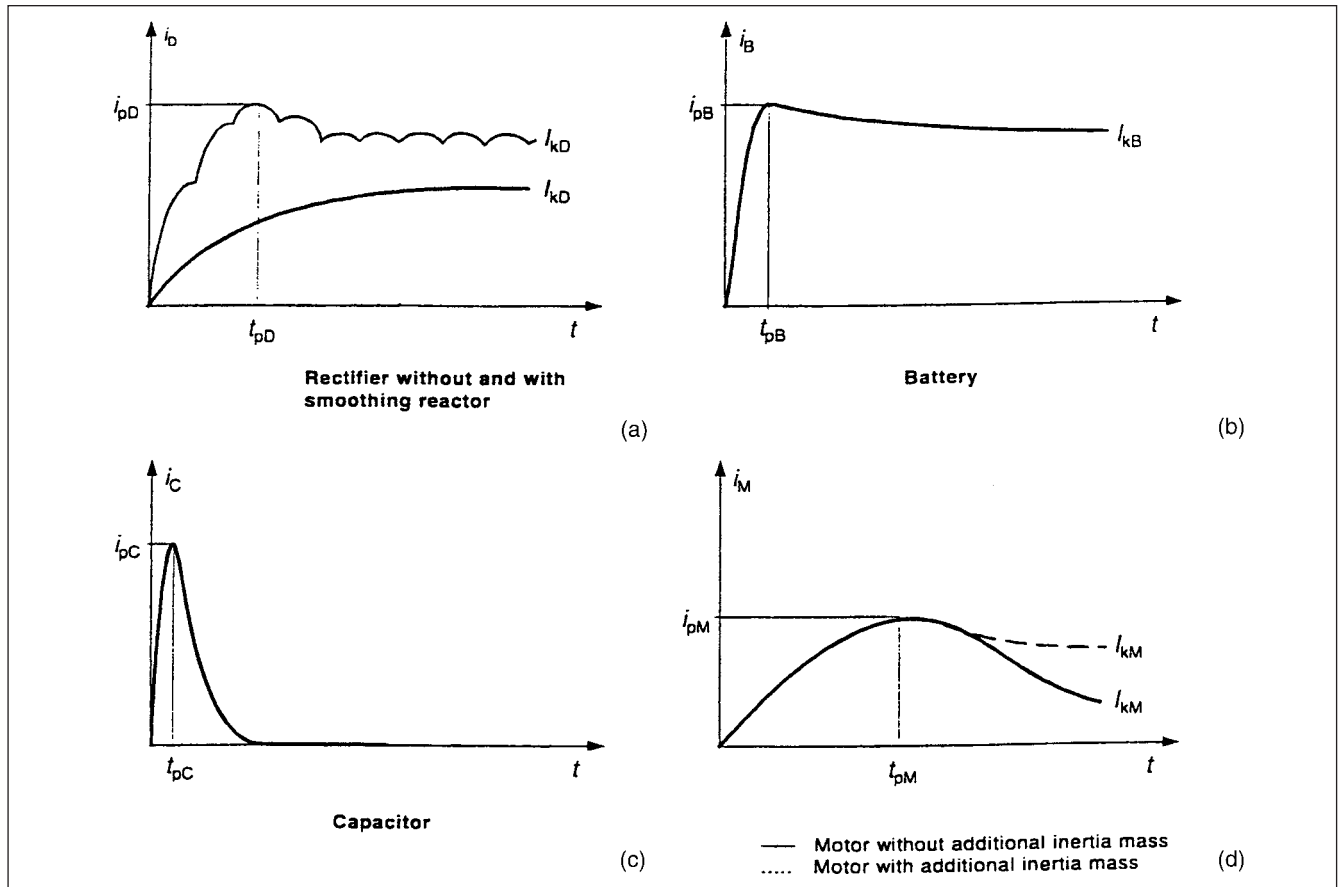 i_D
i_pD
I_kD
I_kD
t_pD
t
Rectifier without and with
smoothing reactor
(a)
i_B
i_pB
I_kB
t_pB
t
Battery
(b)
i_C
i_pC
t_pC
t
Capacitor
(c)
i_M
i_pM
I_kM
I_kM
t_pM
t
Motor without additional inertia mass
..... Motor with additional inertia mass
(d)